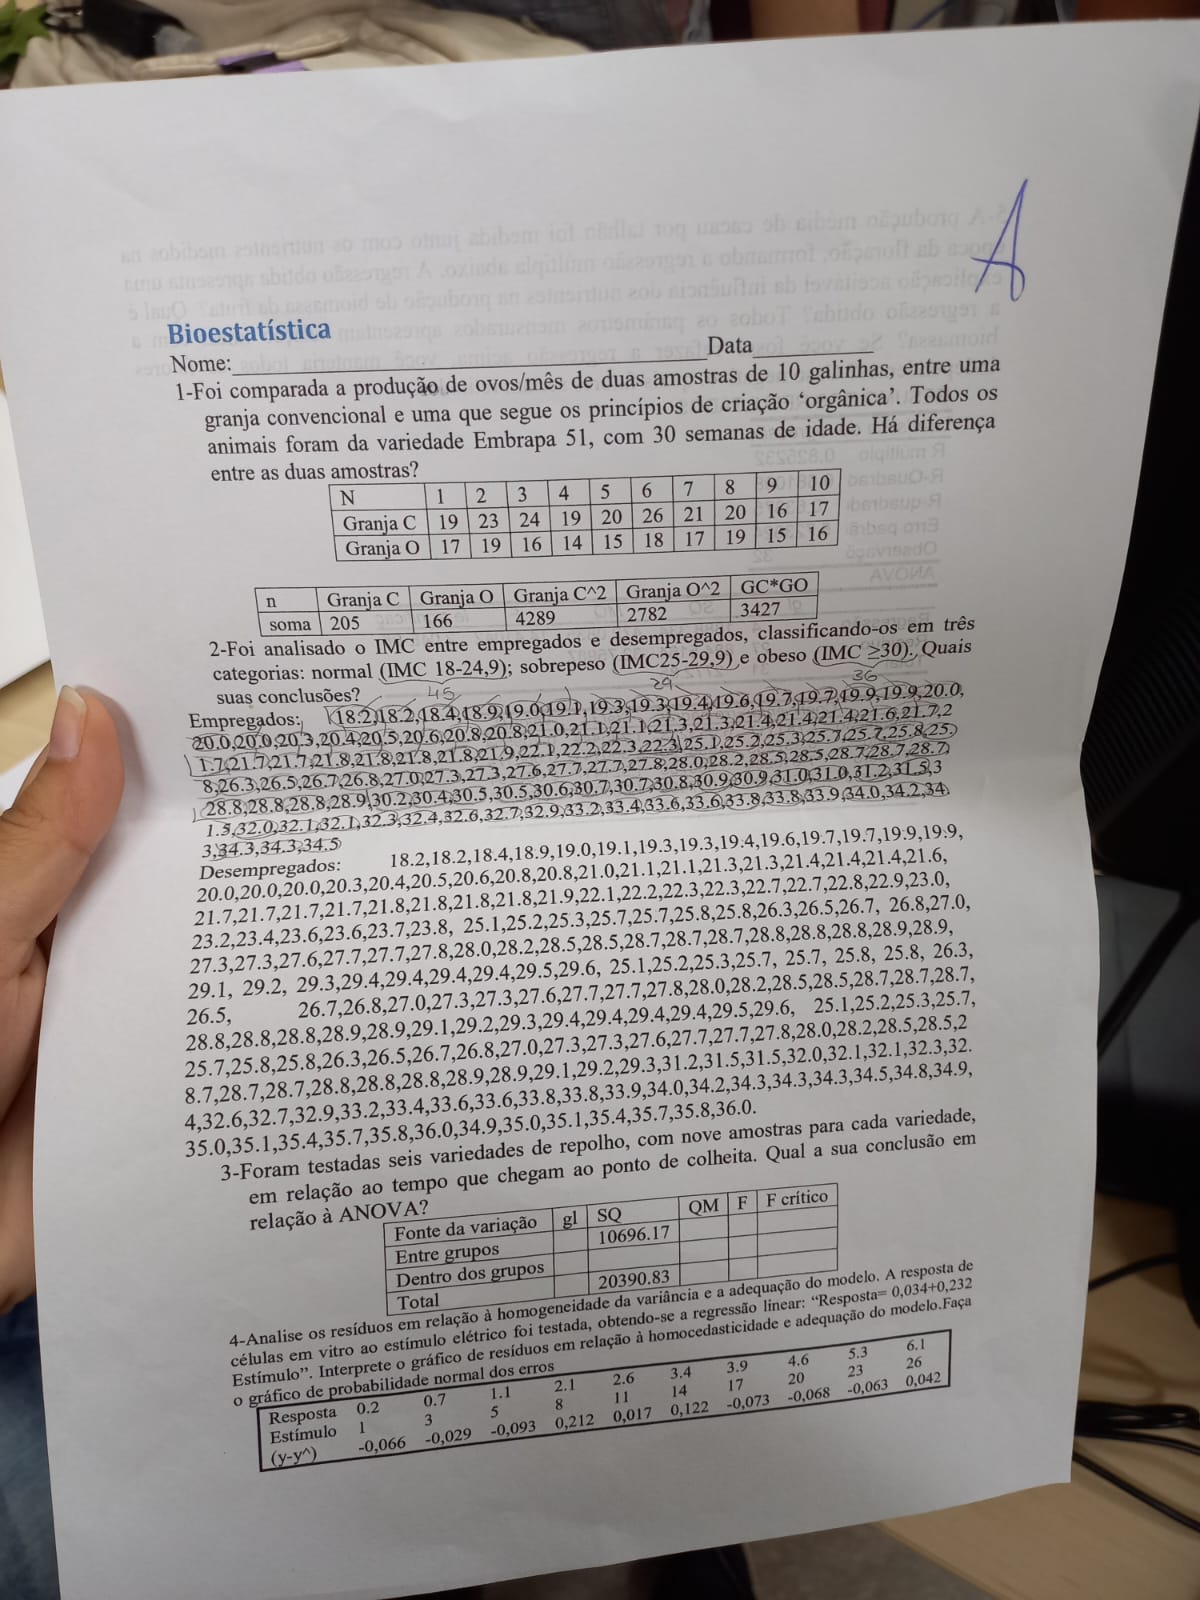 A
Bioestatística
Nome:____________________Data__________
1-Foi comparada a produção de ovos/mês de duas amostras de 10 galinhas, entre uma
granja convencional e uma que segue os princípios de criação ‘orgânica’. Todos os
animais foram da variedade Embrapa 51, com 30 semanas de idade. Há diferença
entre as duas amostras?
N 1 2 3 4 5 6 7 8 9 10
Granja C 19 23 24 19 20 26 21 20 16 17
Granja O 17 19 16 14 15 18 17 19 15 16
n Granja C Granja O Granja C^2 Granja O^2 GC*GO
soma 205 166 4289 2782 3427
2-Foi analisado o IMC entre empregados e desempregados, classificando-os em três
categorias: normal (IMC 18-24,9); sobrepeso (IMC25-29,9) e obeso (IMC ≥30). Quais
suas conclusões?
45 29 36
Empregados: 18.2,18.2,18.4,18.9,19.0,19.1,19.3,19.3,19.4,19.6,19.7,19.7,19.9,19.9,20.0,
20.0,20.0,20.3,20.4,20.5,20.6,20.8,20.8,21.0,21.1,21.1,21.3,21.3,21.4,21.4,21.4,21.6,21.7,2
1.7,21.7,21.7,21.8,21.8,21.8,21.8,21.9,22.1,22.2,22.3,22.3,25.1,25.2,25.3,25.7,25.7,25.8,25.
8,26.3,26.5,26.7,26.8,27.0,27.3,27.3,27.6,27.7,27.7,27.8,28.0,28.2,28.5,28.5,28.7,28.7,28.7,
28.8,28.8,28.8,28.9,30.2,30.4,30.5,30.5,30.6,30.7,30.7,30.8,30.9,30.9,31.0,31.0,31.2,31.5,3
1.5,32.0,32.1,32.1,32.3,32.4,32.6,32.7,32.9,33.2,33.4,33.6,33.6,33.8,33.8,33.9,34.0,34.2,34.
3,34.3,34.3,34.5
Desempregados: 18.2,18.2,18.4,18.9,19.0,19.1,19.3,19.3,19.4,19.6,19.7,19.7,19.9,19.9,
20.0,20.0,20.0,20.3,20.4,20.5,20.6,20.8,20.8,21.0,21.1,21.1,21.3,21.3,21.4,21.4,21.4,21.6,
21.7,21.7,21.7,21.7,21.8,21.8,21.8,21.8,21.9,22.1,22.2,22.3,22.3,22.7,22.7,22.8,22.9,23.0,
23.2,23.4,23.6,23.6,23.7,23.8, 25.1,25.2,25.3,25.7,25.7,25.8,25.8,26.3,26.5,26.7, 26.8,27.0,
27.3,27.3,27.6,27.7,27.7,27.8,28.0,28.2,28.5,28.5,28.7,28.7,28.7,28.8,28.8,28.8,28.9,28.9,
29.1, 29.2, 29.3,29.4,29.4,29.4,29.4,29.5,29.6, 25.1,25.2,25.3,25.7, 25.7, 25.8, 25.8, 26.3,
26.5, 26.7,26.8,27.0,27.3,27.3,27.6,27.7,27.7,27.8,28.0,28.2,28.5,28.5,28.7,28.7,28.7,
28.8,28.8,28.8,28.9,28.9,29.1,29.2,29.3,29.4,29.4,29.4,29.4,29.5,29.6, 25.1,25.2,25.3,25.7,
25.7,25.8,25.8,26.3,26.5,26.7,26.8,27.0,27.3,27.3,27.6,27.7,27.7,27.8,28.0,28.2,28.5,28.5,2
8.7,28.7,28.7,28.8,28.8,28.8,28.9,28.9,29.1,29.2,29.3,31.2,31.5,31.5,32.0,32.1,32.1,32.3,32.
4,32.6,32.7,32.9,33.2,33.4,33.6,33.6,33.8,33.8,33.9,34.0,34.2,34.3,34.3,34.3,34.5,34.8,34.9,
35.0,35.1,35.4,35.7,35.8,36.0,34.9,35.0,35.1,35.4,35.7,35.8,36.0.
3-Foram testadas seis variedades de repolho, com nove amostras para cada variedade,
em relação ao tempo que chegam ao ponto de colheita. Qual a sua conclusão em
relação à ANOVA?
Fonte da variação gl SQ QM F F crítico
Entre grupos 10696.17
Dentro dos grupos
Total 20390.83
4-Analise os resíduos em relação à homogeneidade da variância e a adequação do modelo. A resposta de
células em vitro ao estímulo elétrico foi testada, obtendo-se a regressão linear: “Resposta= 0,034+0,232
Estímulo”. Interprete o gráfico de resíduos em relação à homocedasticidade e adequação do modelo.Faça
o gráfico de probabilidade normal dos erros
Resposta 0.2 0.7 1.1 2.1 2.6 3.4 3.9 4.6 5.3 6.1
Estímulo 1 3 5 8 11 14 17 20 23 26
(y-y^) -0,066 -0,029 -0,093 0,212 0,017 0,122 -0,073 -0,068 -0,063 0,042